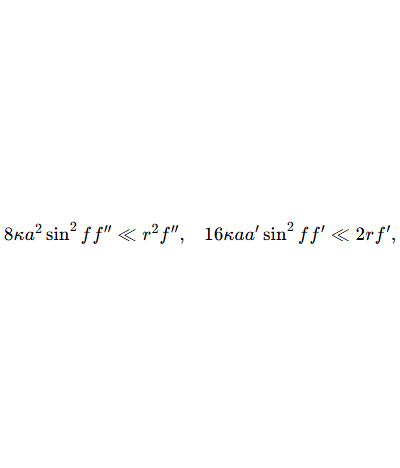 8κa² sin² f f″ ≪ r² f″, 16κaa′ sin² f f′ ≪ 2r f′,